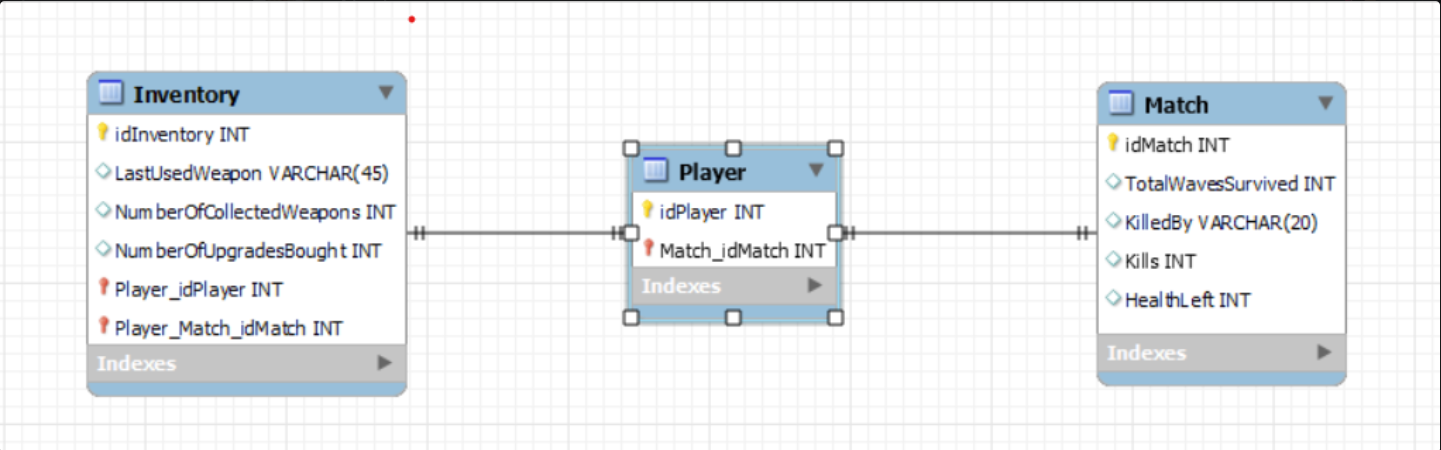 Inventory
idInventory INT
LastUsedWeapon VARCHAR(45)
NumberOfCollectedWeapons INT
NumberOfUpgradesBought INT
Player_idPlayer INT
Player_Match_idMatch INT
Indexes
Player
idPlayer INT
Match_idMatch INT
Indexes
Match
idMatch INT
TotalWavesSurvived INT
KilledBy VARCHAR(20)
Kills INT
HealthLeft INT
Indexes